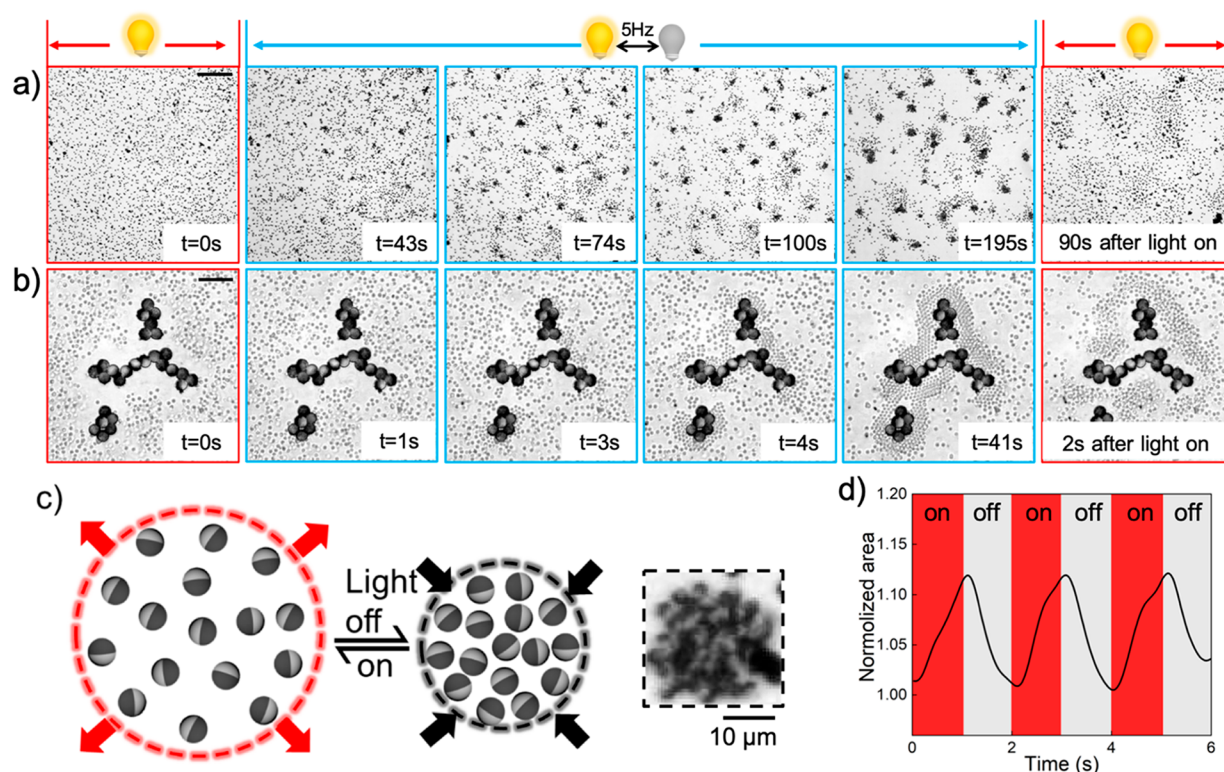 5Hz
a)
t=0s
t=43s
t=74s
t=100s
t=195s
90s after light on
b)
t=0s
t=1s
t=3s
t=4s
t=41s
2s after light on
c)
Light
off
on
10 µm
d)
Nomolized area
1.20
1.15
1.10
1.05
1.00
on
off
on
off
on
off
0
2
4
6
Time (s)